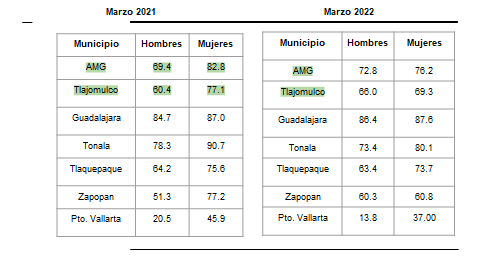 Marzo 2021
Municipio Hombres Mujeres
AMG 69.4 82.8
Tlajomulco 60.4 77.1
Guadalajara 84.7 87.0
Tonala 78.3 90.7
Tlaquepaque 64.2 75.6
Zapopan 51.3 77.2
Pto. Vallarta 20.5 45.9
Marzo 2022
Municipio Hombres Mujeres
AMG 72.8 76.2
Tlajomulco 66.0 69.3
Guadalajara 86.4 87.6
Tonala 73.4 80.1
Tlaquepaque 63.4 73.7
Zapopan 60.3 60.8
Pto. Vallarta 13.8 37.00